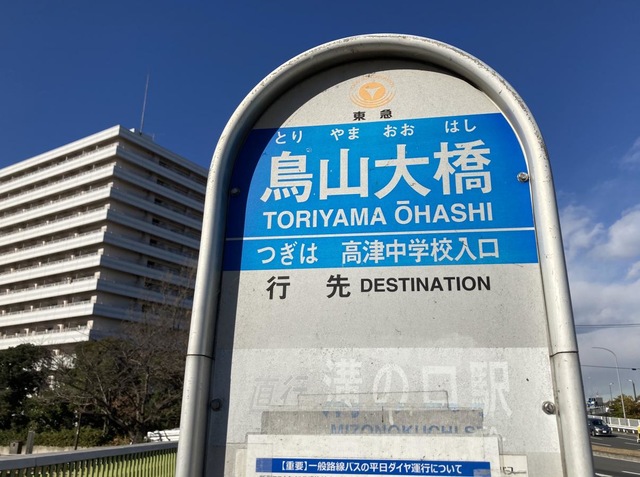 東急
とり やま おお はし
鳥山大橋
TORIYAMA ŌHASHI
つぎは 高津中学校入口
行 先 DESTINATION
直行 溝の口駅
MIZONOKUCHI S
【重要】一般路線バスの平日ダイヤ運行について